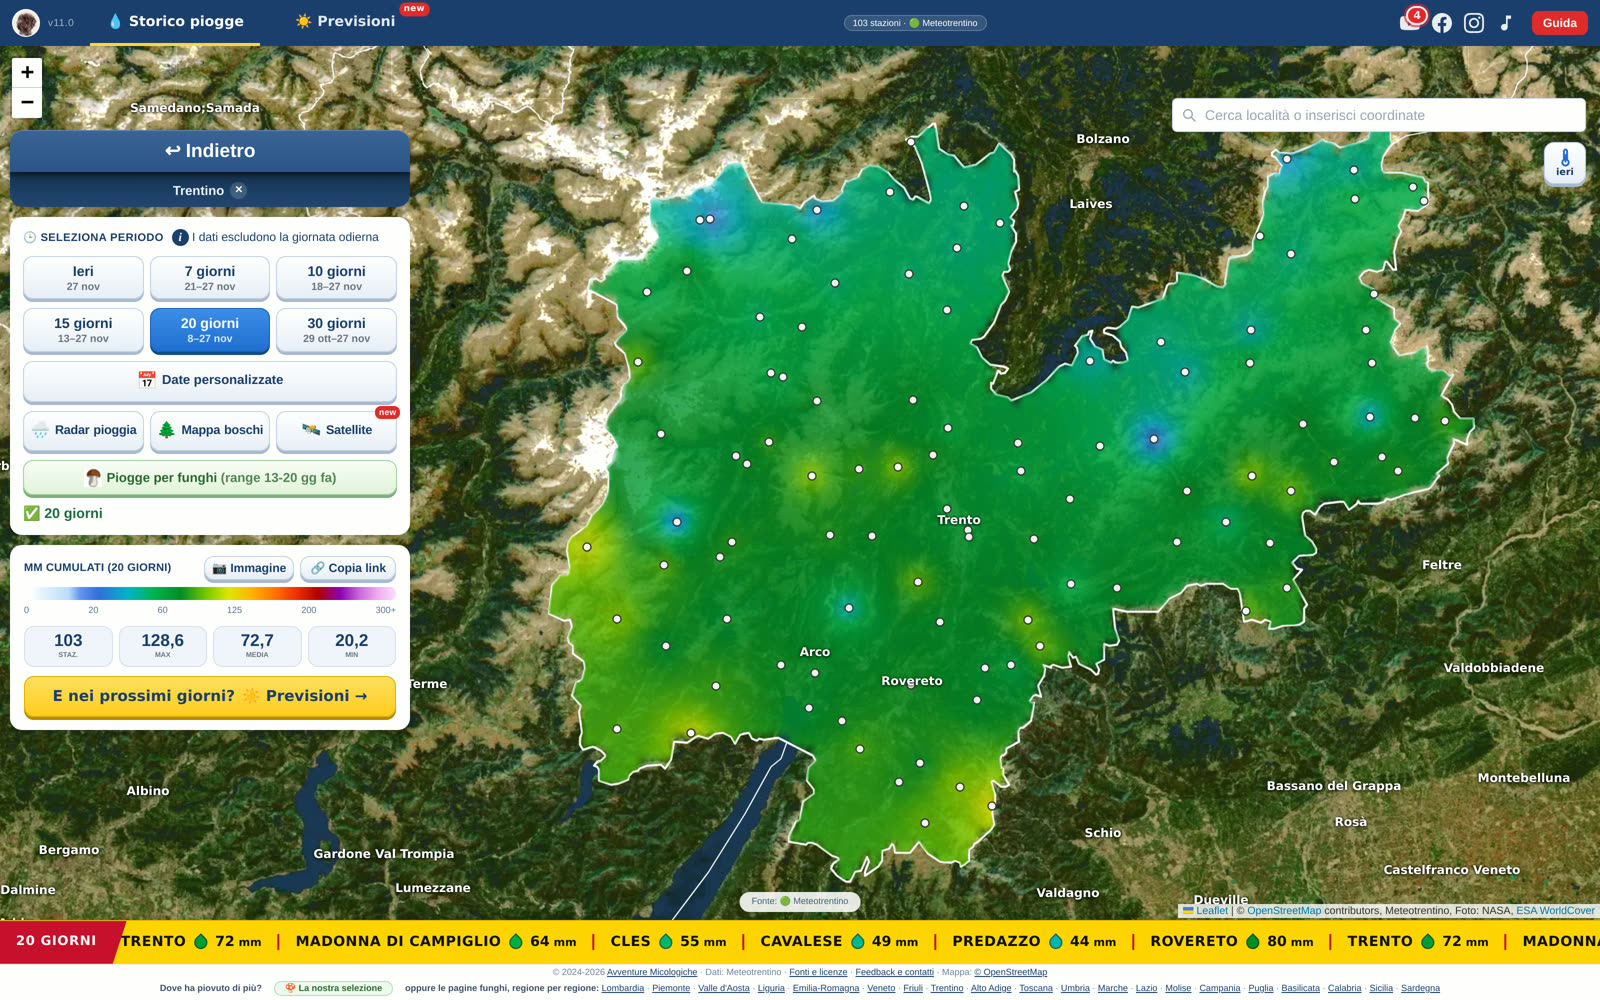 v11.0
💧 Storico piogge
☀️ Previsioni
new
103 stazioni · 🟢 Meteotrentino
4
Guida
+
−
Samedano;Samada
Bolzano
Laives
Cerca località o inserisci coordinate
ieri
↩ Indietro
Trentino ✕
🕒 SELEZIONA PERIODO i I dati escludono la giornata odierna
Ieri
27 nov
7 giorni
21–27 nov
10 giorni
18–27 nov
15 giorni
13–27 nov
20 giorni
8–27 nov
30 giorni
29 ott–27 nov
📅 Date personalizzate
🌧️ Radar pioggia
🌲 Mappa boschi
🛰️ Satellite
new
🍄 Piogge per funghi (range 13-20 gg fa)
✅ 20 giorni
MM CUMULATI (20 GIORNI)
📷 Immagine
🔗 Copia link
0 20 60 125 200 300+
103
STAZ.
128,6
MAX
72,7
MEDIA
20,2
MIN
E nei prossimi giorni? ☀️ Previsioni →
Trento
Feltre
Arco
Rovereto
Terme
Valdobbiadene
Albino
Bassano del Grappa
Montebelluna
Rosà
Schio
Bergamo
Gardone Val Trompia
Castelfranco Veneto
Dalmine
Lumezzane
Valdagno
Dueville
Fonte: 🟢 Meteotrentino
Leaflet | © OpenStreetMap contributors, Meteotrentino, Foto: NASA, ESA WorldCover
20 GIORNI
TRENTO 72 mm | MADONNA DI CAMPIGLIO 64 mm | CLES 55 mm | CAVALESE 49 mm | PREDAZZO 44 mm | ROVERETO 80 mm | TRENTO 72 mm | MADONNA
© 2024-2026 Avventure Micologiche · Dati: Meteotrentino · Fonti e licenze · Feedback e contatti · Mappa: © OpenStreetMap
Dove ha piovuto di più? 🍄 La nostra selezione oppure le pagine funghi, regione per regione: Lombardia · Piemonte · Valle d'Aosta · Liguria · Emilia-Romagna · Veneto · Friuli · Trentino · Alto Adige · Toscana · Umbria · Marche · Lazio · Molise · Campania · Puglia · Basilicata · Calabria · Sicilia · Sardegna